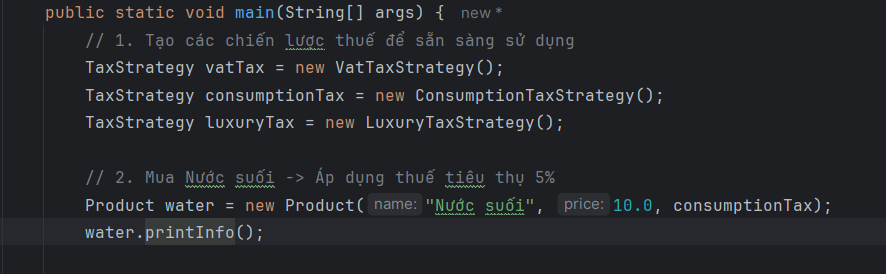 public static void main(String[] args) { new *
// 1. Tạo các chiến lược thuế để sẵn sàng sử dụng
TaxStrategy vatTax = new VatTaxStrategy();
TaxStrategy consumptionTax = new ConsumptionTaxStrategy();
TaxStrategy luxuryTax = new LuxuryTaxStrategy();
// 2. Mua Nước suối -> Áp dụng thuế tiêu thụ 5%
Product water = new Product( name: "Nước suối", price: 10.0, consumptionTax);
water.printInfo();